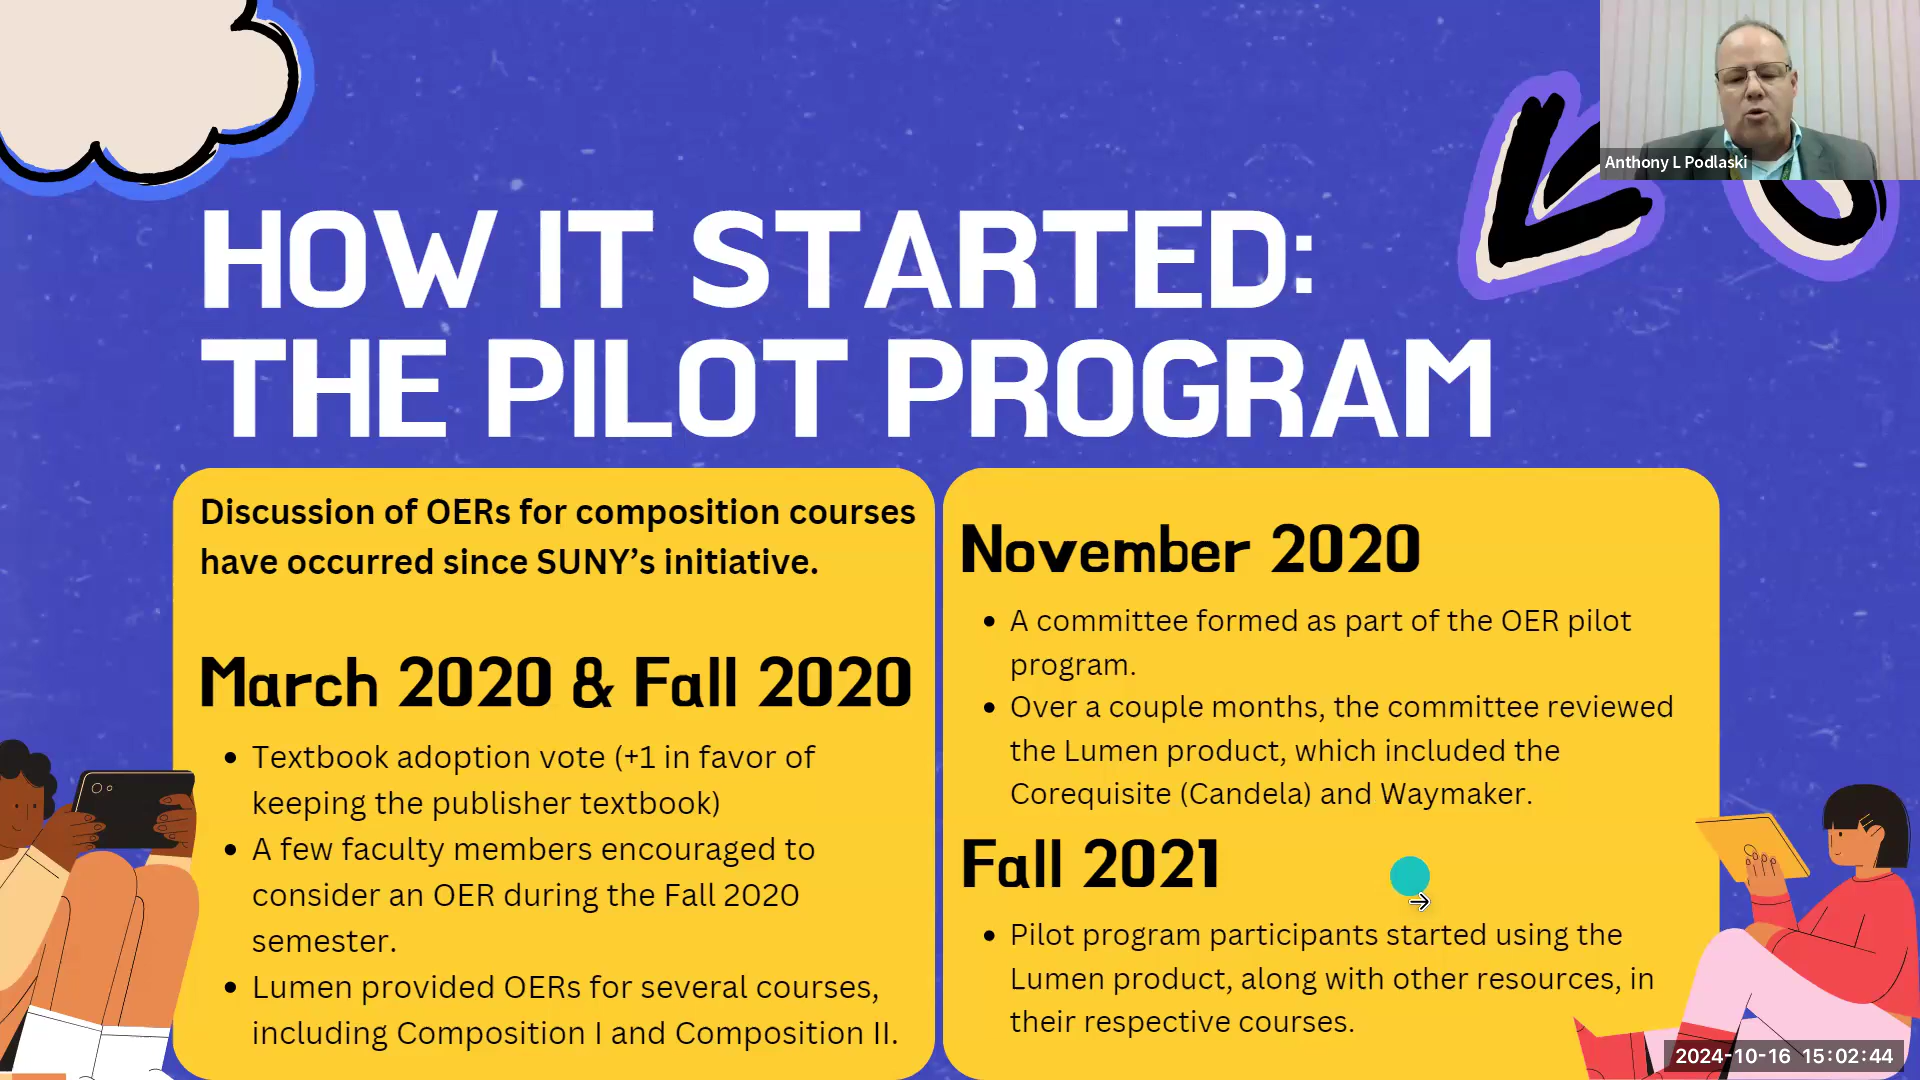 Anthony L Podlaski
HOW IT STARTED:
THE PILOT PROGRAM
Discussion of OERs for composition courses
have occurred since SUNY’s initiative.
March 2020 & Fall 2020
• Textbook adoption vote (+1 in favor of
keeping the publisher textbook)
• A few faculty members encouraged to
consider an OER during the Fall 2020
semester.
• Lumen provided OERs for several courses,
including Composition I and Composition II.
November 2020
• A committee formed as part of the OER pilot
program.
• Over a couple months, the committee reviewed
the Lumen product, which included the
Corequisite (Candela) and Waymaker.
Fall 2021
• Pilot program participants started using the
Lumen product, along with other resources, in
their respective courses.
2024-10-16 15:02:44